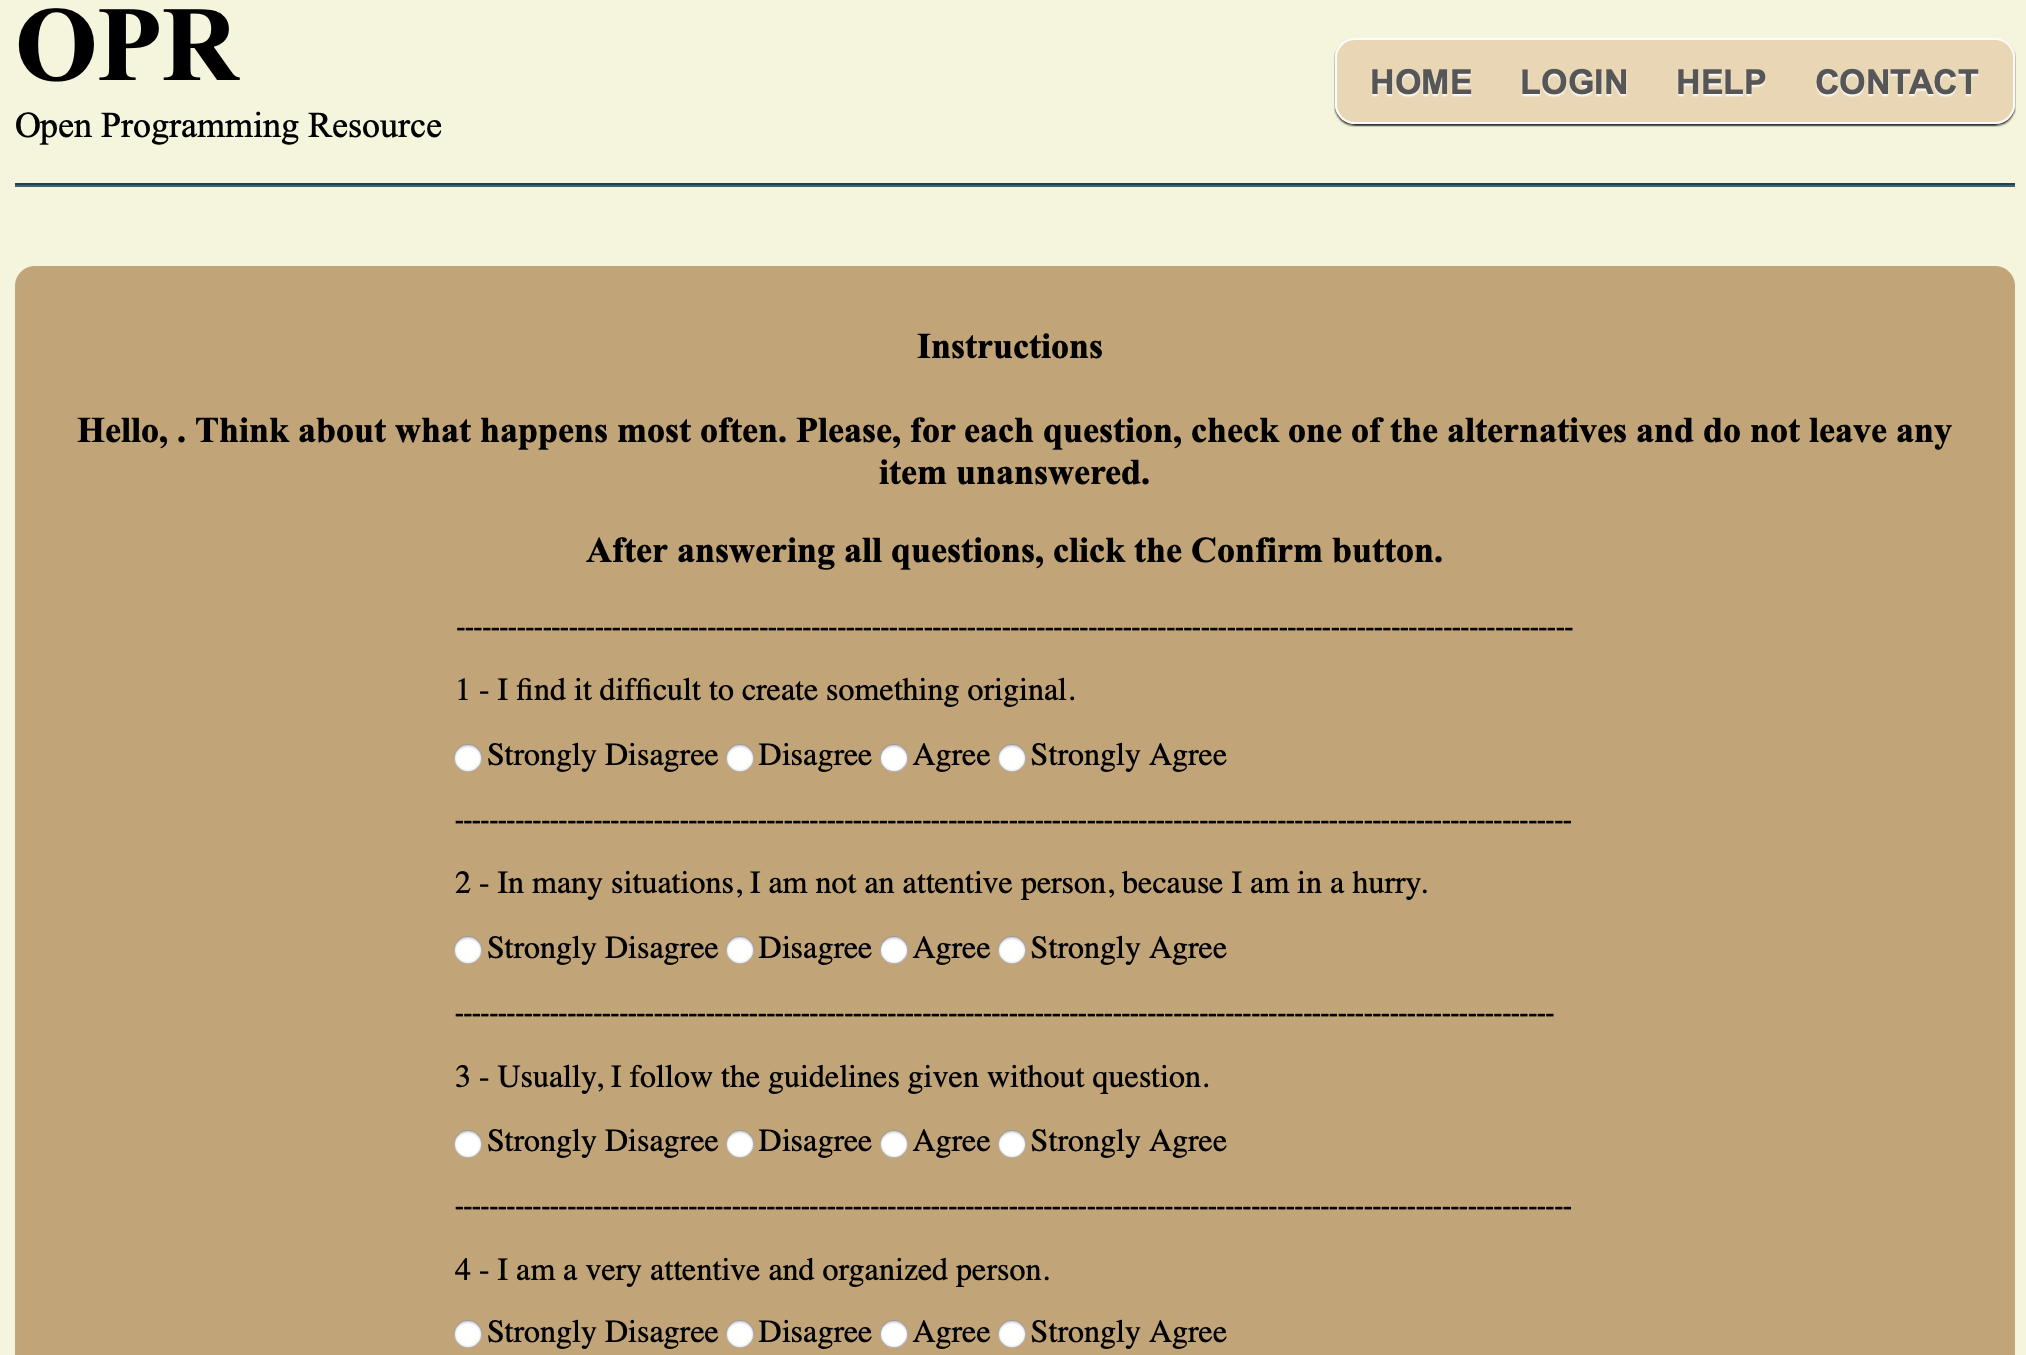 OPR
Open Programming Resource
HOME LOGIN HELP CONTACT
Instructions
Hello, . Think about what happens most often. Please, for each question, check one of the alternatives and do not leave any
item unanswered.
After answering all questions, click the Confirm button.
1 - I find it difficult to create something original.
Strongly Disagree Disagree Agree Strongly Agree
2 - In many situations, I am not an attentive person, because I am in a hurry.
Strongly Disagree Disagree Agree Strongly Agree
3 - Usually, I follow the guidelines given without question.
Strongly Disagree Disagree Agree Strongly Agree
4 - I am a very attentive and organized person.
Strongly Disagree Disagree Agree Strongly Agree